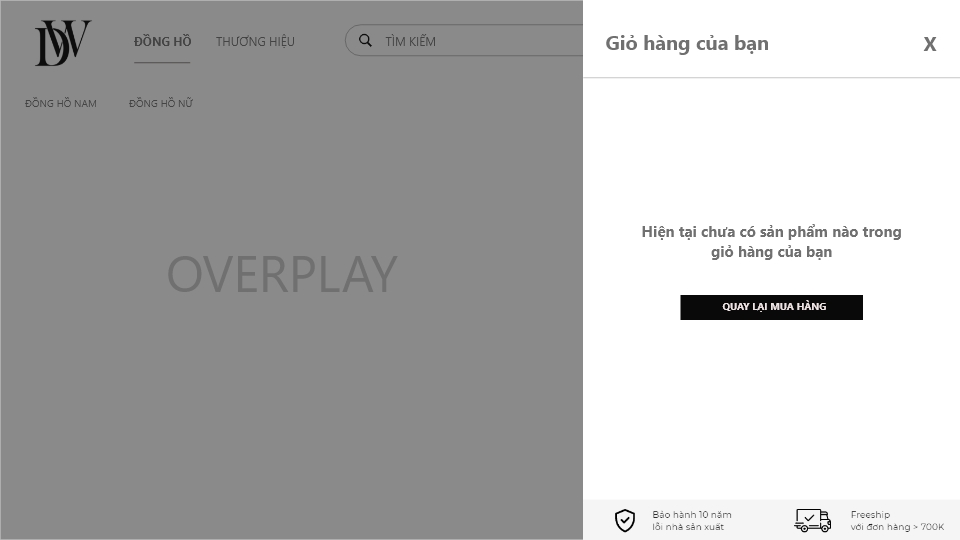 DW
ĐỒNG HỒ
THƯƠNG HIỆU
TÌM KIẾM
ĐỒNG HỒ NAM
ĐỒNG HỒ NỮ
OVERPLAY
Giỏ hàng của bạn
X
Hiện tại chưa có sản phẩm nào trong
giỏ hàng của bạn
QUAY LẠI MUA HÀNG
Bảo hành 10 năm
lỗi nhà sản xuất
Freeship
với đơn hàng > 700K